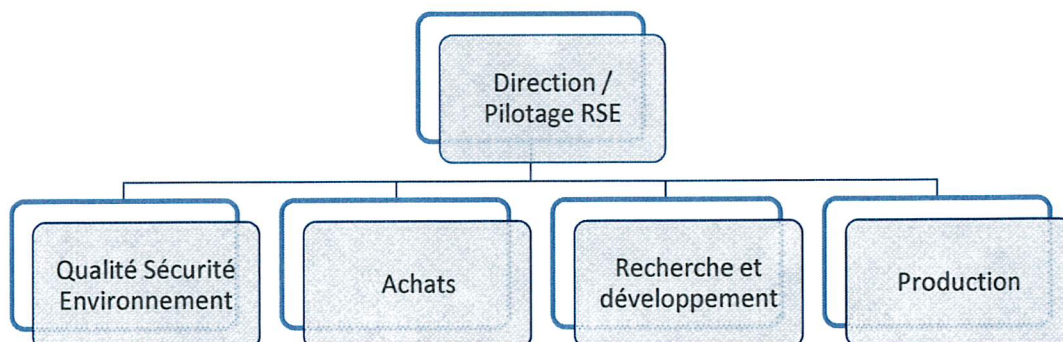 Direction /
Pilotage RSE
Qualité Sécurité
Environnement
Achats
Recherche et
développement
Production